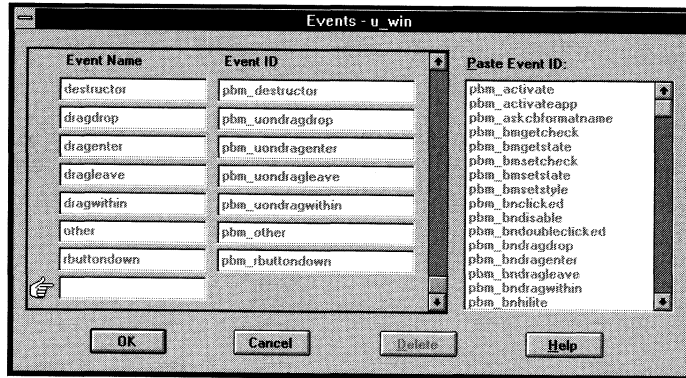 Events - u_win
Event Name Event ID
destructor pbm_destructor
dragdrop pbm_uondragdrop
dragenter pbm_uondragenter
dragleave pbm_uondragleave
dragwithin pbm_uondragwithin
other pbm_other
rbuttondown pbm_rbuttondown
Paste Event ID:
pbm_activate
pbm_activateapp
pbm_askcbformatname
pbm_bmgetcheck
pbm_bmgetstate
pbm_bmsetcheck
pbm_bmsetstate
pbm_bmsetstyle
pbm_bnclicked
pbm_bndisable
pbm_bndoubleclicked
pbm_bndragdrop
pbm_bndragenter
pbm_bndragleave
pbm_bndragwithin
pbm_bnhilite
OK Cancel Delete Help